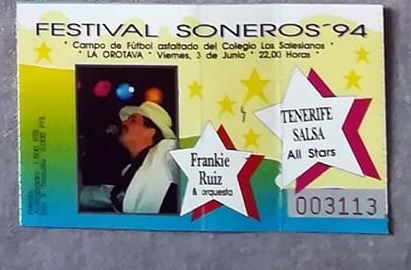 FESTIVAL SONEROS´94
* Campo de Fútbol asfaltado del Colegio Los Salesianos *
* LA OROTAVA * Viernes, 3 de Junio * 22,00 Horas *
TENERIFE
SALSA
All Stars
Frankie
Ruiz
& orquesta
003113